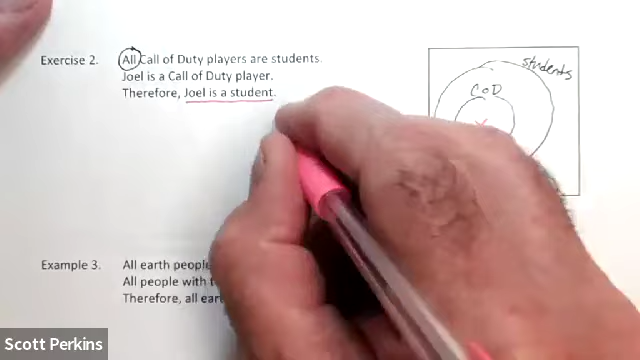 Exercise 2. All Call of Duty players are students.
Joel is a Call of Duty player.
Therefore, Joel is a student.
students
CoD
Example 3. All earth people
All people with
Therefore, all
Scott Perkins